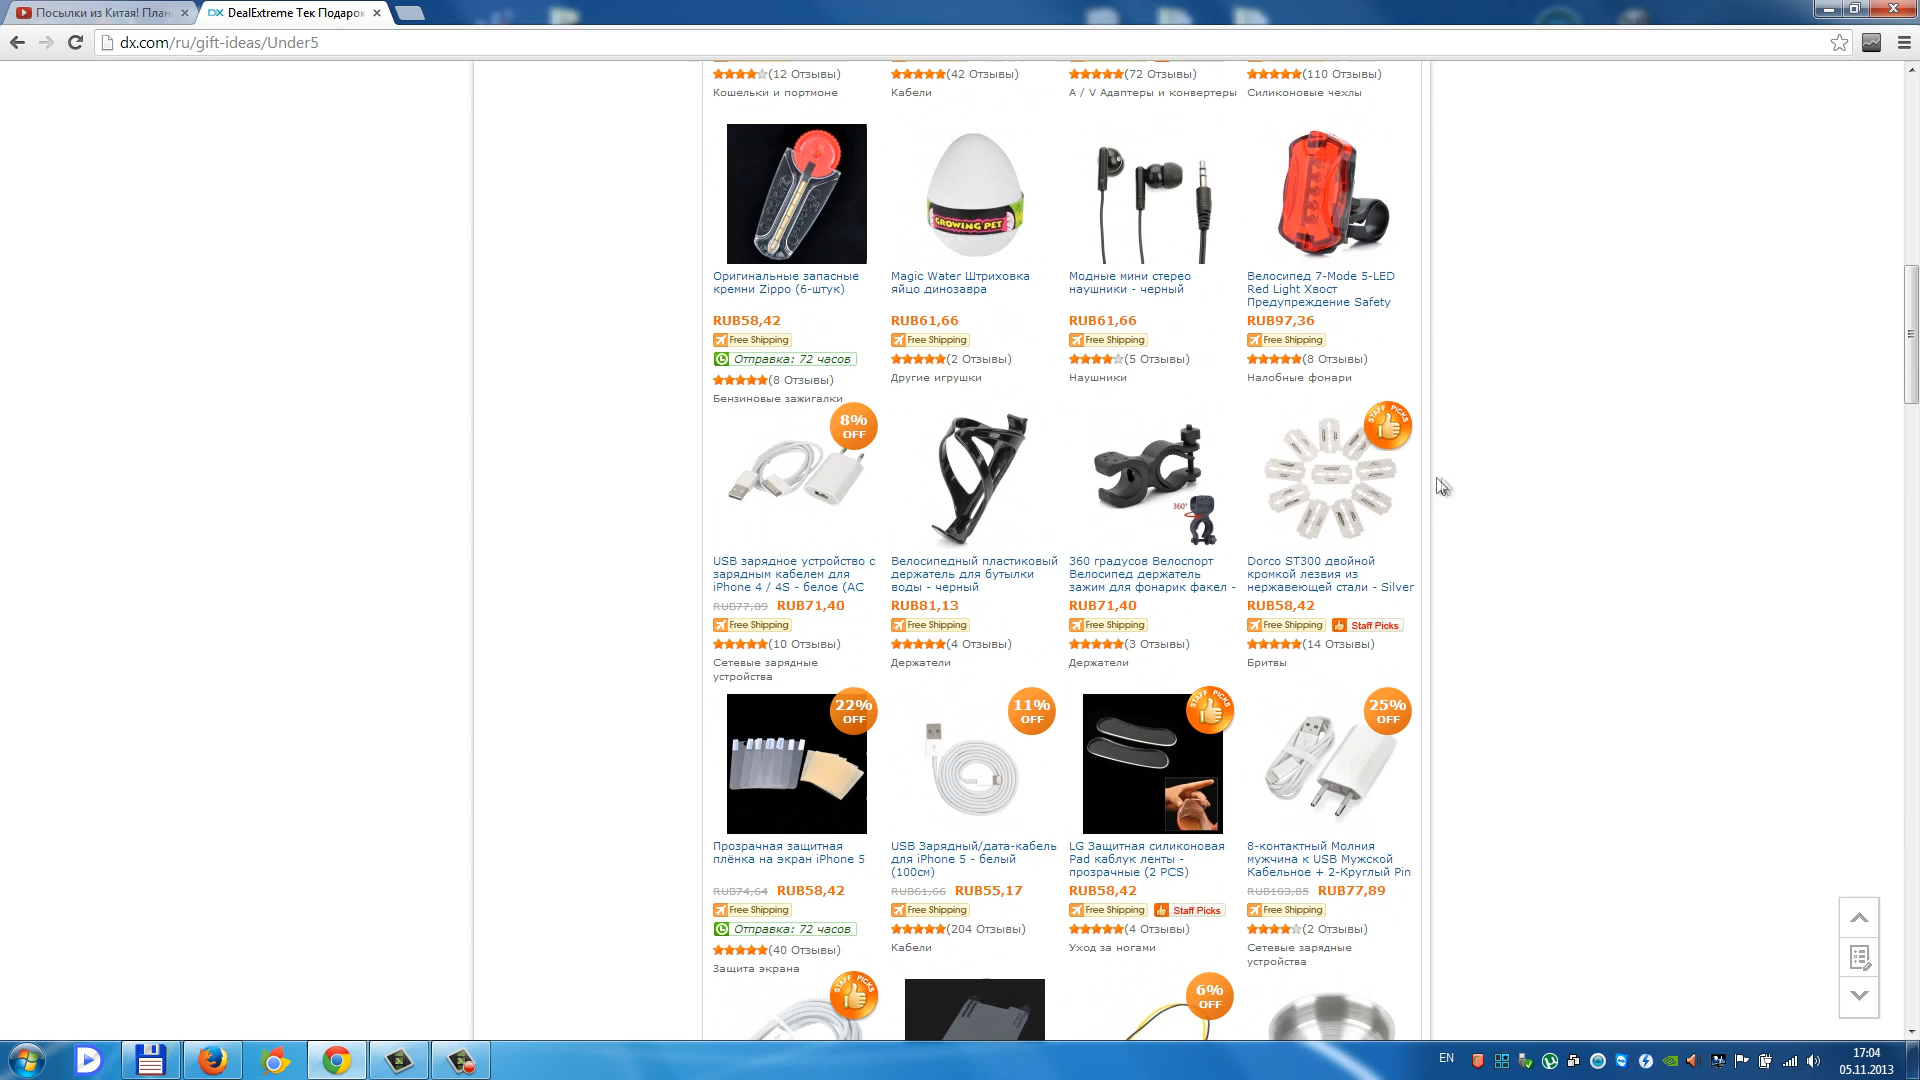 Посылки из Китая! План
DealExtreme Тек Подарок
dx.com/ru/gift-ideas/Under5
(12 Отзывы)
(42 Отзывы)
(72 Отзывы)
(110 Отзывы)
Кошельки и портмоне
Кабели
А / V Адаптеры и конвертеры
Силиконовые чехлы
GROWING PET
Оригинальные запасные
кремни Zippo (6-штук)
Magic Water Штриховка
яйцо динозавра
Модные мини стерео
наушники - черный
Велосипед 7-Mode 5-LED
Red Light Хвост
Предупреждение Safety
RUB58,42
RUB61,66
RUB61,66
RUB97,36
Free Shipping
Free Shipping
Free Shipping
Free Shipping
Отправка: 72 часов
(2 Отзывы)
(5 Отзывы)
(8 Отзывы)
(8 Отзывы)
Другие игрушки
Наушники
Налобные фонари
Бензиновые зажигалки
8%
OFF
STAFF PICKS
360°
USB зарядное устройство с
зарядным кабелем для
iPhone 4 / 4S - белое (AC
Велосипедный пластиковый
держатель для бутылки
воды - черный
360 градусов Велоспорт
Велосипед держатель
зажим для фонарик факел -
Dorco ST300 двойной
кромкой лезвия из
нержавеющей стали - Silver
RUB77,89 RUB71,40
RUB81,13
RUB71,40
RUB58,42
Free Shipping
Free Shipping
Free Shipping
Free Shipping Staff Picks
(10 Отзывы)
(4 Отзывы)
(3 Отзывы)
(14 Отзывы)
Сетевые зарядные
устройства
Держатели
Держатели
Бритвы
22%
OFF
11%
OFF
STAFF PICKS
25%
OFF
Прозрачная защитная
плёнка на экран iPhone 5
USB Зарядный/дата-кабель
для iPhone 5 - белый
(100см)
LG Защитная силиконовая
Pad каблук ленты -
прозрачные (2 PCS)
8-контактный Молния
мужчина к USB Мужской
Кабельное + 2-Круглый Pin
RUB74,64 RUB58,42
RUB61,66 RUB55,17
RUB58,42
RUB103,85 RUB77,89
Free Shipping
Free Shipping
Free Shipping Staff Picks
Free Shipping
Отправка: 72 часов
(204 Отзывы)
(4 Отзывы)
(2 Отзывы)
(40 Отзывы)
Кабели
Уход за ногами
Сетевые зарядные
устройства
Защита экрана
STAFF PICKS
6%
OFF
EN
17:04
05.11.2013